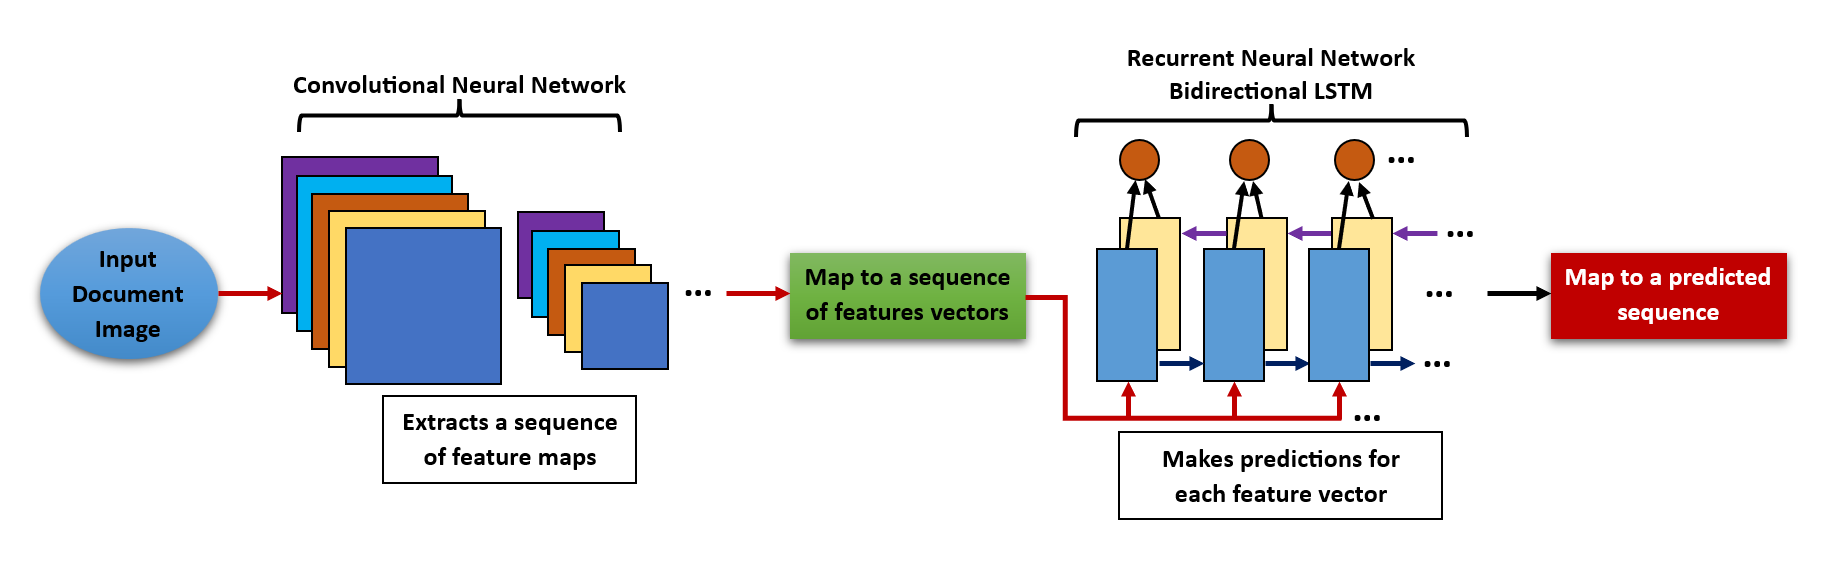 Convolutional Neural Network
Recurrent Neural Network
Bidirectional LSTM
Input
Document
Image
...
Map to a sequence
of features vectors
...
...
...
...
...
Map to a predicted
sequence
Extracts a sequence
of feature maps
Makes predictions for
each feature vector